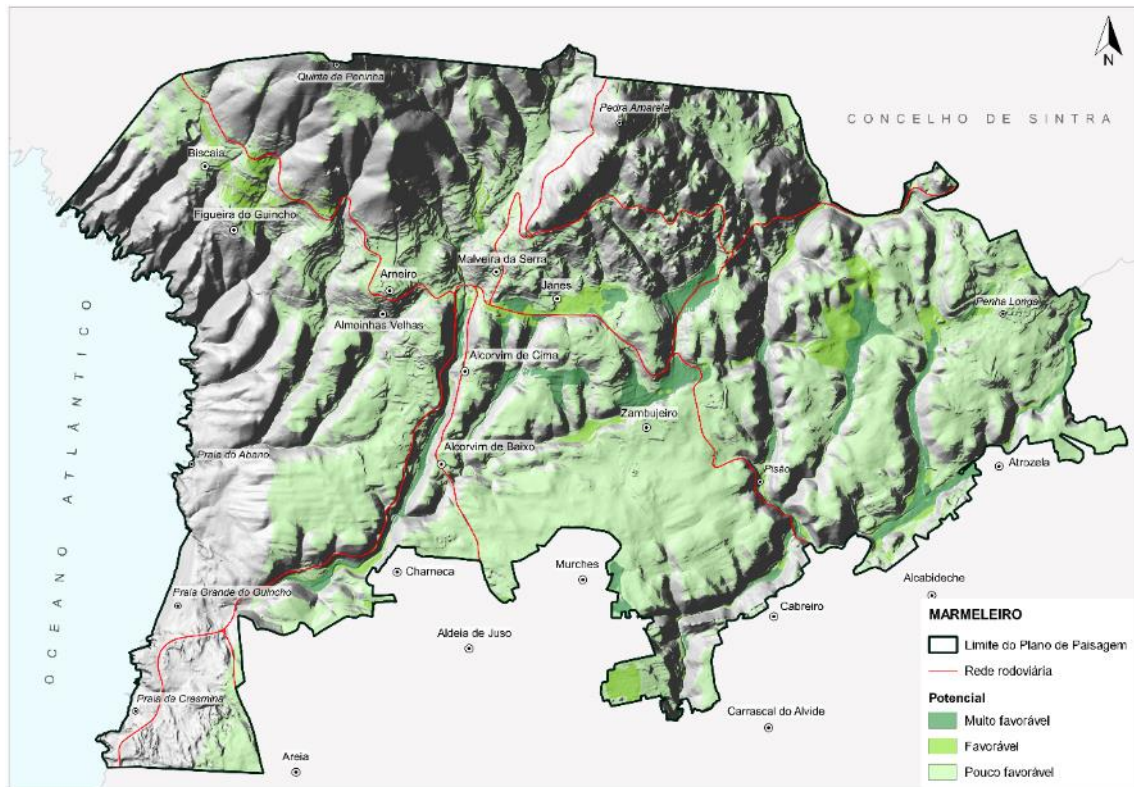 N
Quinta da Peninha
Pedra Amarela
CONCELHO DE SINTRA
Biscaia
Figueira do Guincho
Malveira da Serra
Arneiro
Janes
Penha Longa
Almoinhas Velhas
OCEANO ATLÂNTICO
Alcorvim de Cima
Zambujeiro
Alcorvim de Baixo
Praia do Abano
Pisão
Atrozela
Charneca
Murches
Alcabideche
Praia Grande do Guincho
Cabreiro
Aldeia de Juso
Praia da Cresmina
Carrascal do Alvide
Areia
MARMELEIRO
Limite do Plano de Paisagem
Rede rodoviária
Potencial
Muito favorável
Favorável
Pouco favorável